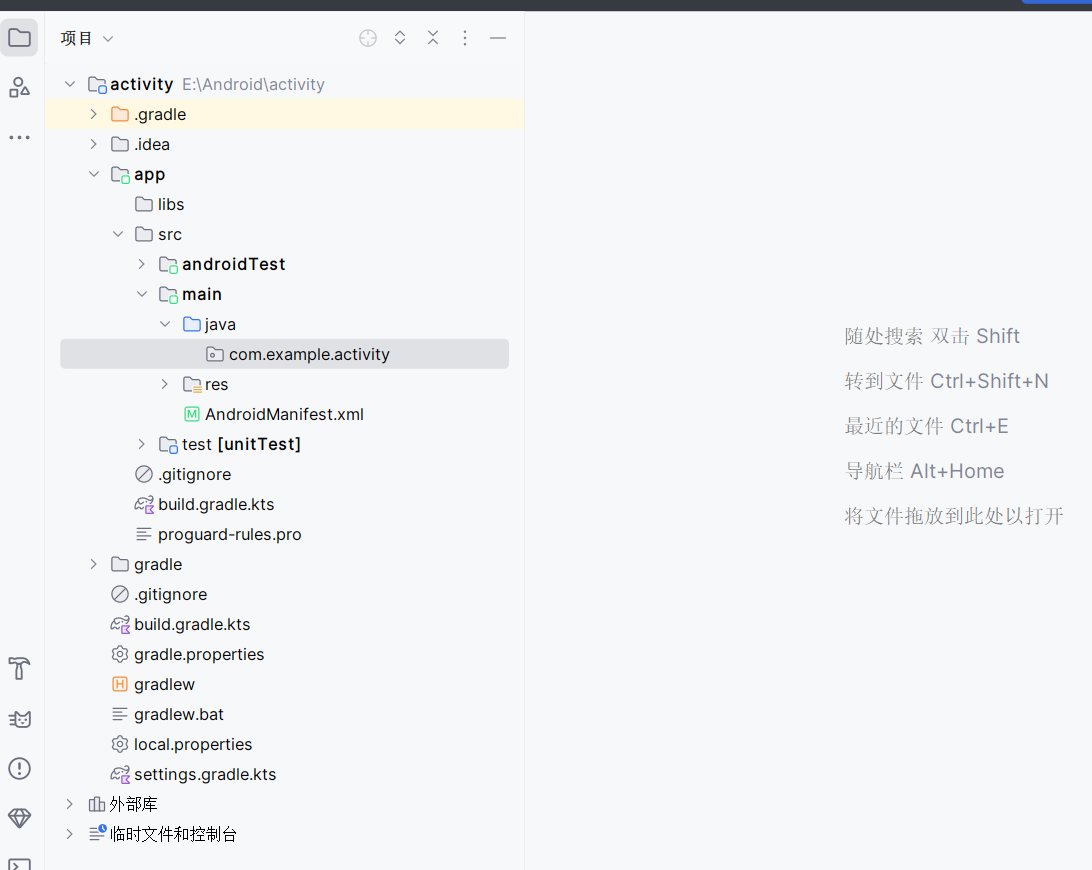 项目
activity E:\Android\activity
.gradle
.idea
app
libs
src
androidTest
main
java
com.example.activity
res
AndroidManifest.xml
test [unitTest]
.gitignore
build.gradle.kts
proguard-rules.pro
gradle
.gitignore
build.gradle.kts
gradle.properties
gradlew
gradlew.bat
local.properties
settings.gradle.kts
外部库
临时文件和控制台
随处搜索 双击 Shift
转到文件 Ctrl+Shift+N
最近的文件 Ctrl+E
导航栏 Alt+Home
将文件拖放到此处以打开